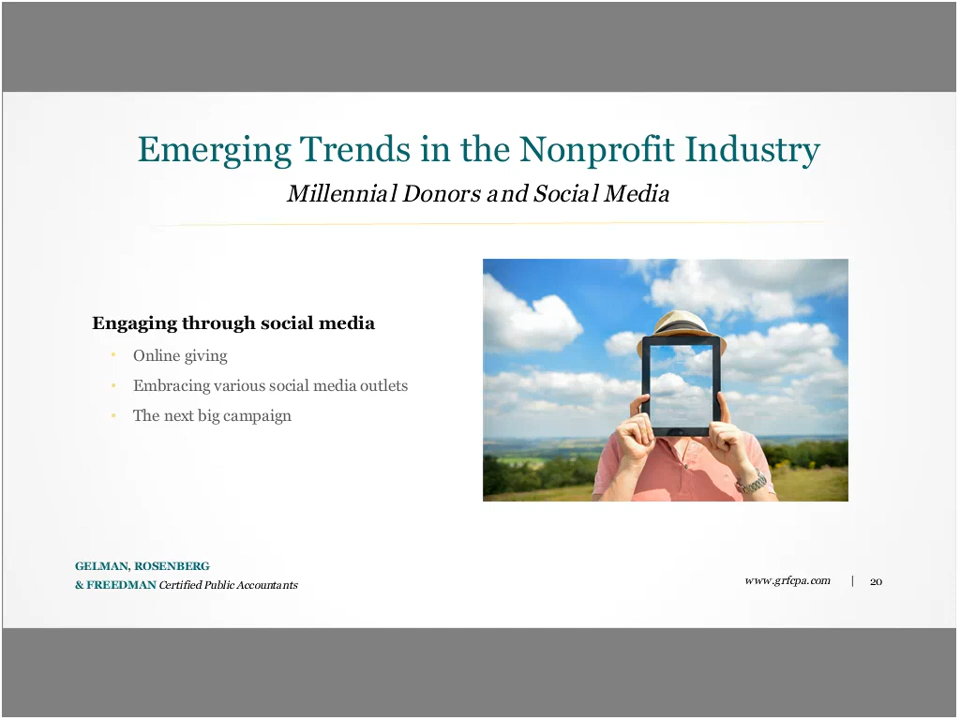 Emerging Trends in the Nonprofit Industry
Millennial Donors and Social Media
Engaging through social media
• Online giving
• Embracing various social media outlets
• The next big campaign
GELMAN, ROSENBERG
& FREEDMAN Certified Public Accountants
www.grfcpa.com | 20